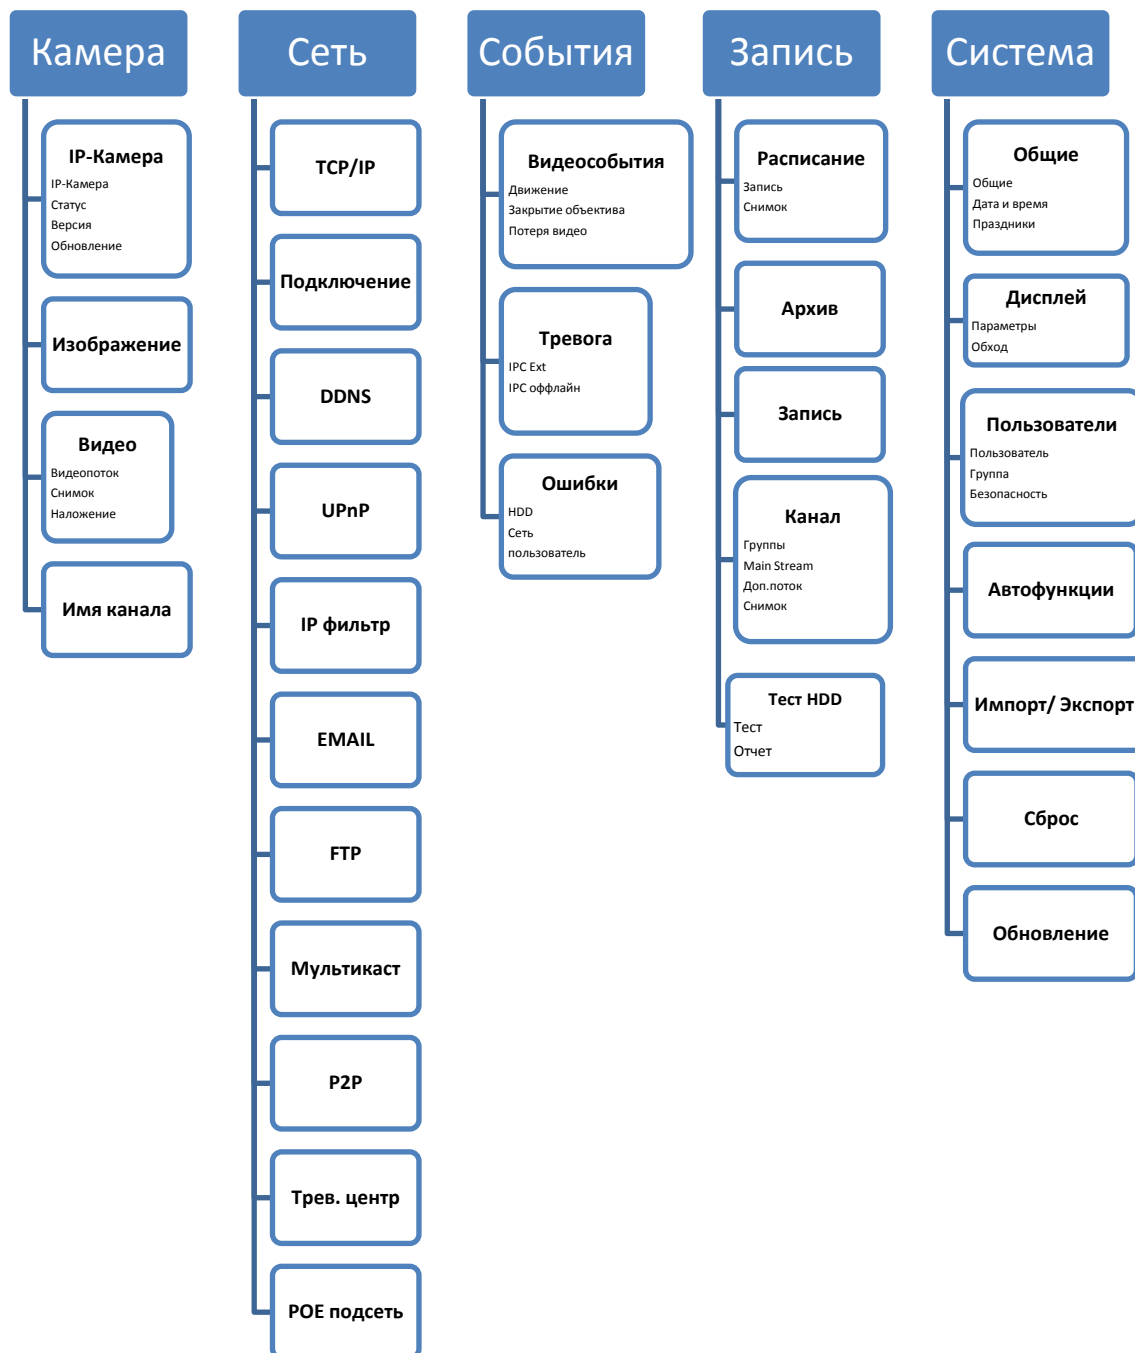 Камера
IP-Камера
IP-Камера
Статус
Версия
Обновление
Изображение
Видео
Видеопоток
Снимок
Наложение
Имя канала
Сеть
TCP/IP
Подключение
DDNS
UPnP
IP фильтр
EMAIL
FTP
Мультикаст
P2P
Трев. центр
POE подсеть
События
Видеособытия
Движение
Закрытие объектива
Потеря видео
Тревога
IPC Ext
IPC оффлайн
Ошибки
HDD
Сеть
пользователь
Запись
Расписание
Запись
Снимок
Архив
Запись
Канал
Группы
Main Stream
Доп.поток
Снимок
Тест HDD
Тест
Отчет
Система
Общие
Общие
Дата и время
Праздники
Дисплей
Параметры
Обход
Пользователи
Пользователь
Группа
Безопасность
Автофункции
Импорт/ Экспорт
Сброс
Обновление